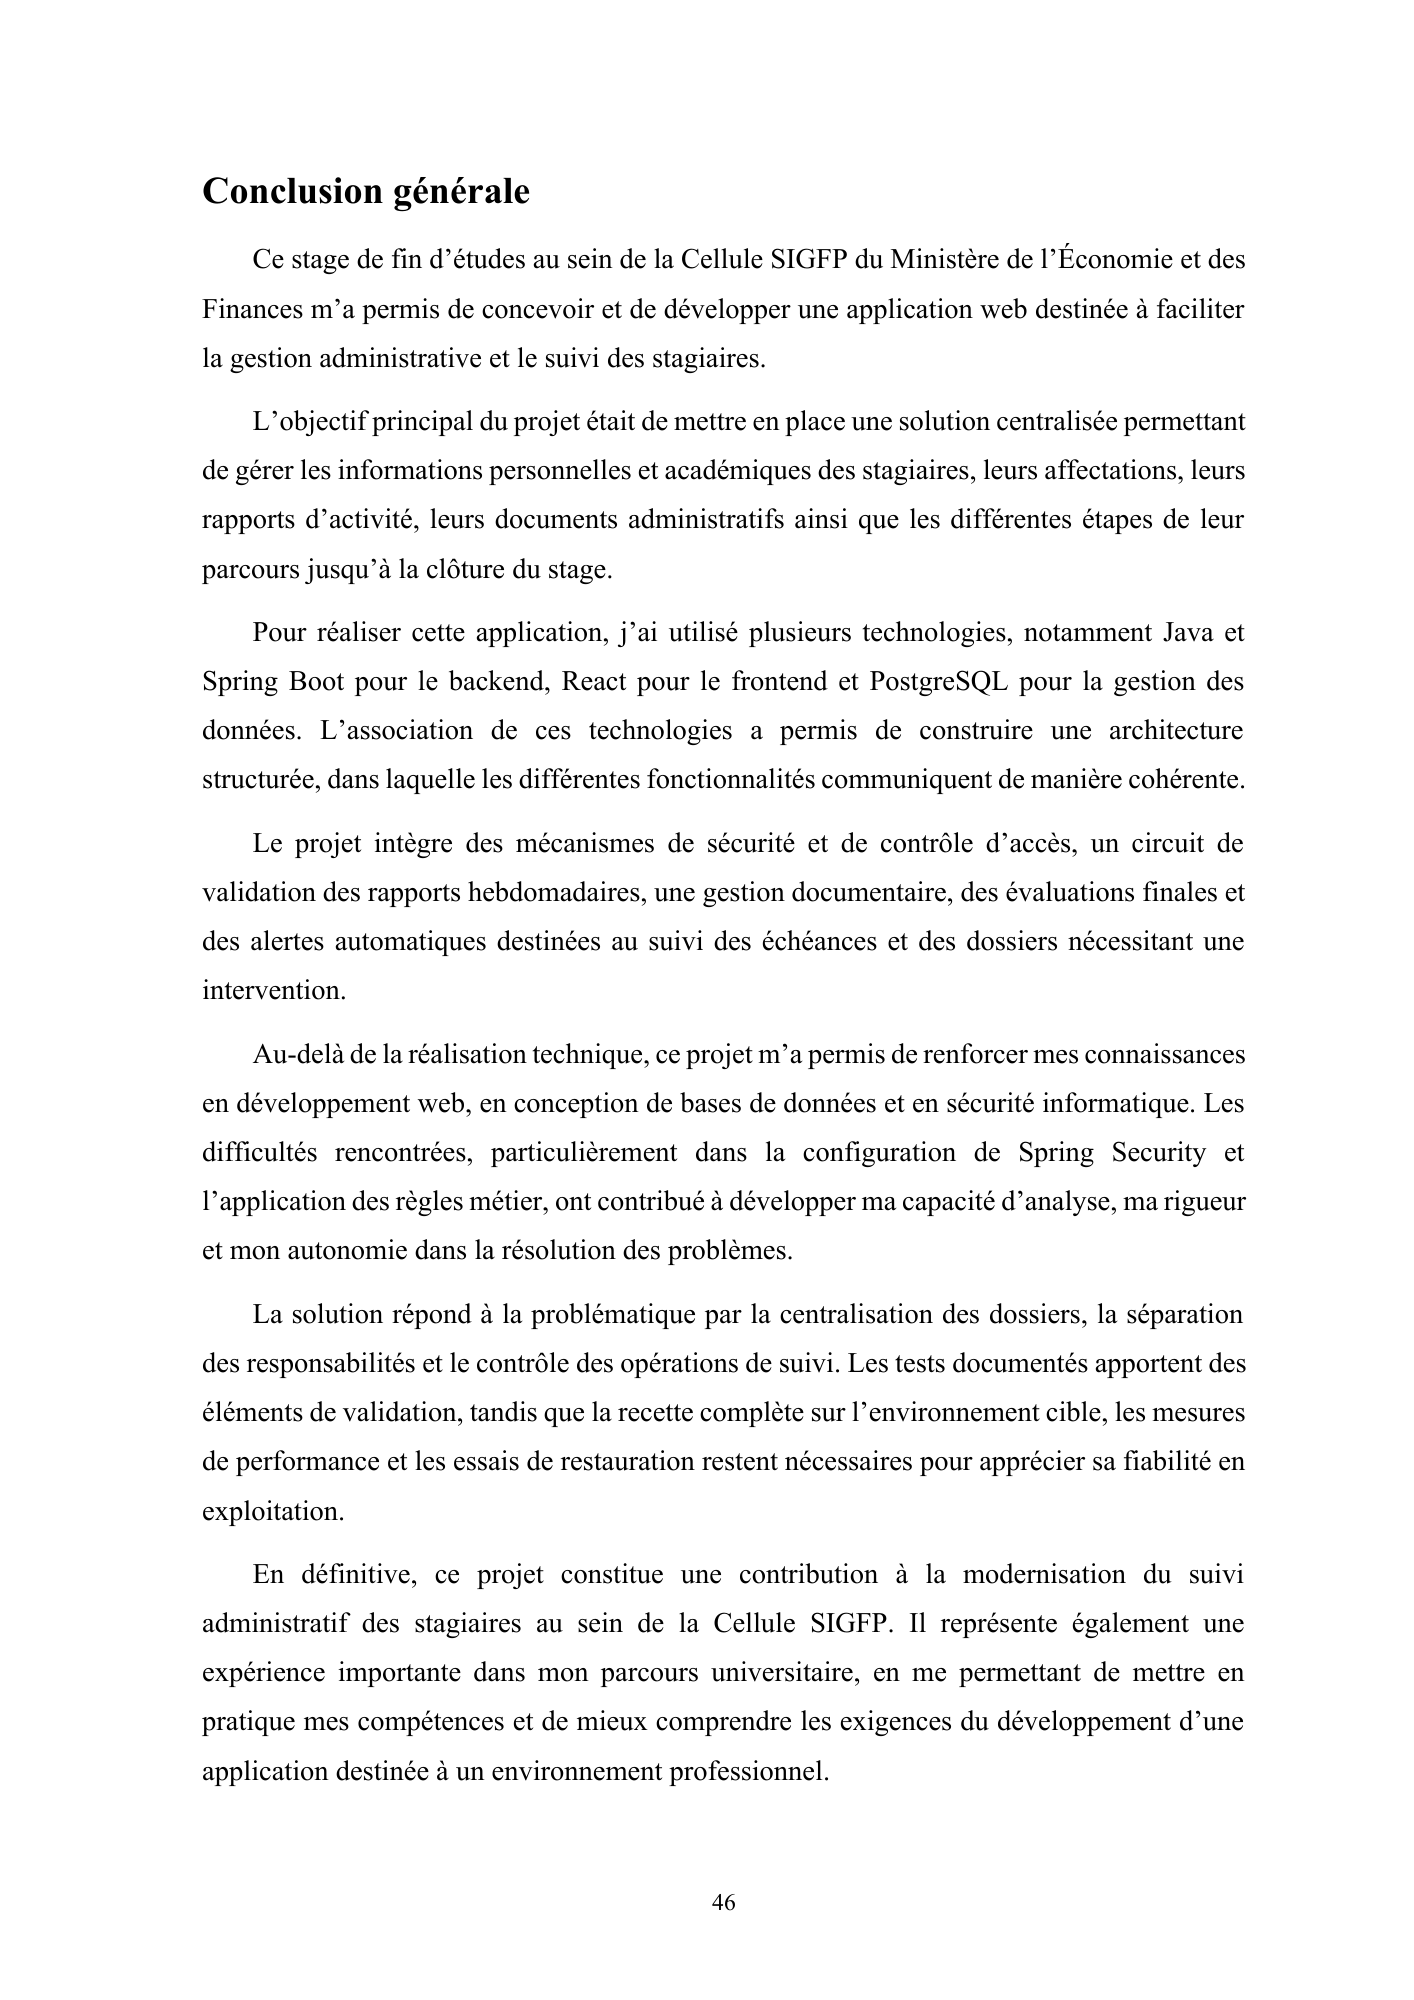 Conclusion générale
Ce stage de fin d’études au sein de la Cellule SIGFP du Ministère de l’Économie et des
Finances m’a permis de concevoir et de développer une application web destinée à faciliter
la gestion administrative et le suivi des stagiaires.
L’objectif principal du projet était de mettre en place une solution centralisée permettant
de gérer les informations personnelles et académiques des stagiaires, leurs affectations, leurs
rapports d’activité, leurs documents administratifs ainsi que les différentes étapes de leur
parcours jusqu’à la clôture du stage.
Pour réaliser cette application, j’ai utilisé plusieurs technologies, notamment Java et
Spring Boot pour le backend, React pour le frontend et PostgreSQL pour la gestion des
données. L’association de ces technologies a permis de construire une architecture
structurée, dans laquelle les différentes fonctionnalités communiquent de manière cohérente.
Le projet intègre des mécanismes de sécurité et de contrôle d’accès, un circuit de
validation des rapports hebdomadaires, une gestion documentaire, des évaluations finales et
des alertes automatiques destinées au suivi des échéances et des dossiers nécessitant une
intervention.
Au-delà de la réalisation technique, ce projet m’a permis de renforcer mes connaissances
en développement web, en conception de bases de données et en sécurité informatique. Les
difficultés rencontrées, particulièrement dans la configuration de Spring Security et
l’application des règles métier, ont contribué à développer ma capacité d’analyse, ma rigueur
et mon autonomie dans la résolution des problèmes.
La solution répond à la problématique par la centralisation des dossiers, la séparation
des responsabilités et le contrôle des opérations de suivi. Les tests documentés apportent des
éléments de validation, tandis que la recette complète sur l’environnement cible, les mesures
de performance et les essais de restauration restent nécessaires pour apprécier sa fiabilité en
exploitation.
En définitive, ce projet constitue une contribution à la modernisation du suivi
administratif des stagiaires au sein de la Cellule SIGFP. Il représente également une
expérience importante dans mon parcours universitaire, en me permettant de mettre en
pratique mes compétences et de mieux comprendre les exigences du développement d’une
application destinée à un environnement professionnel.
46